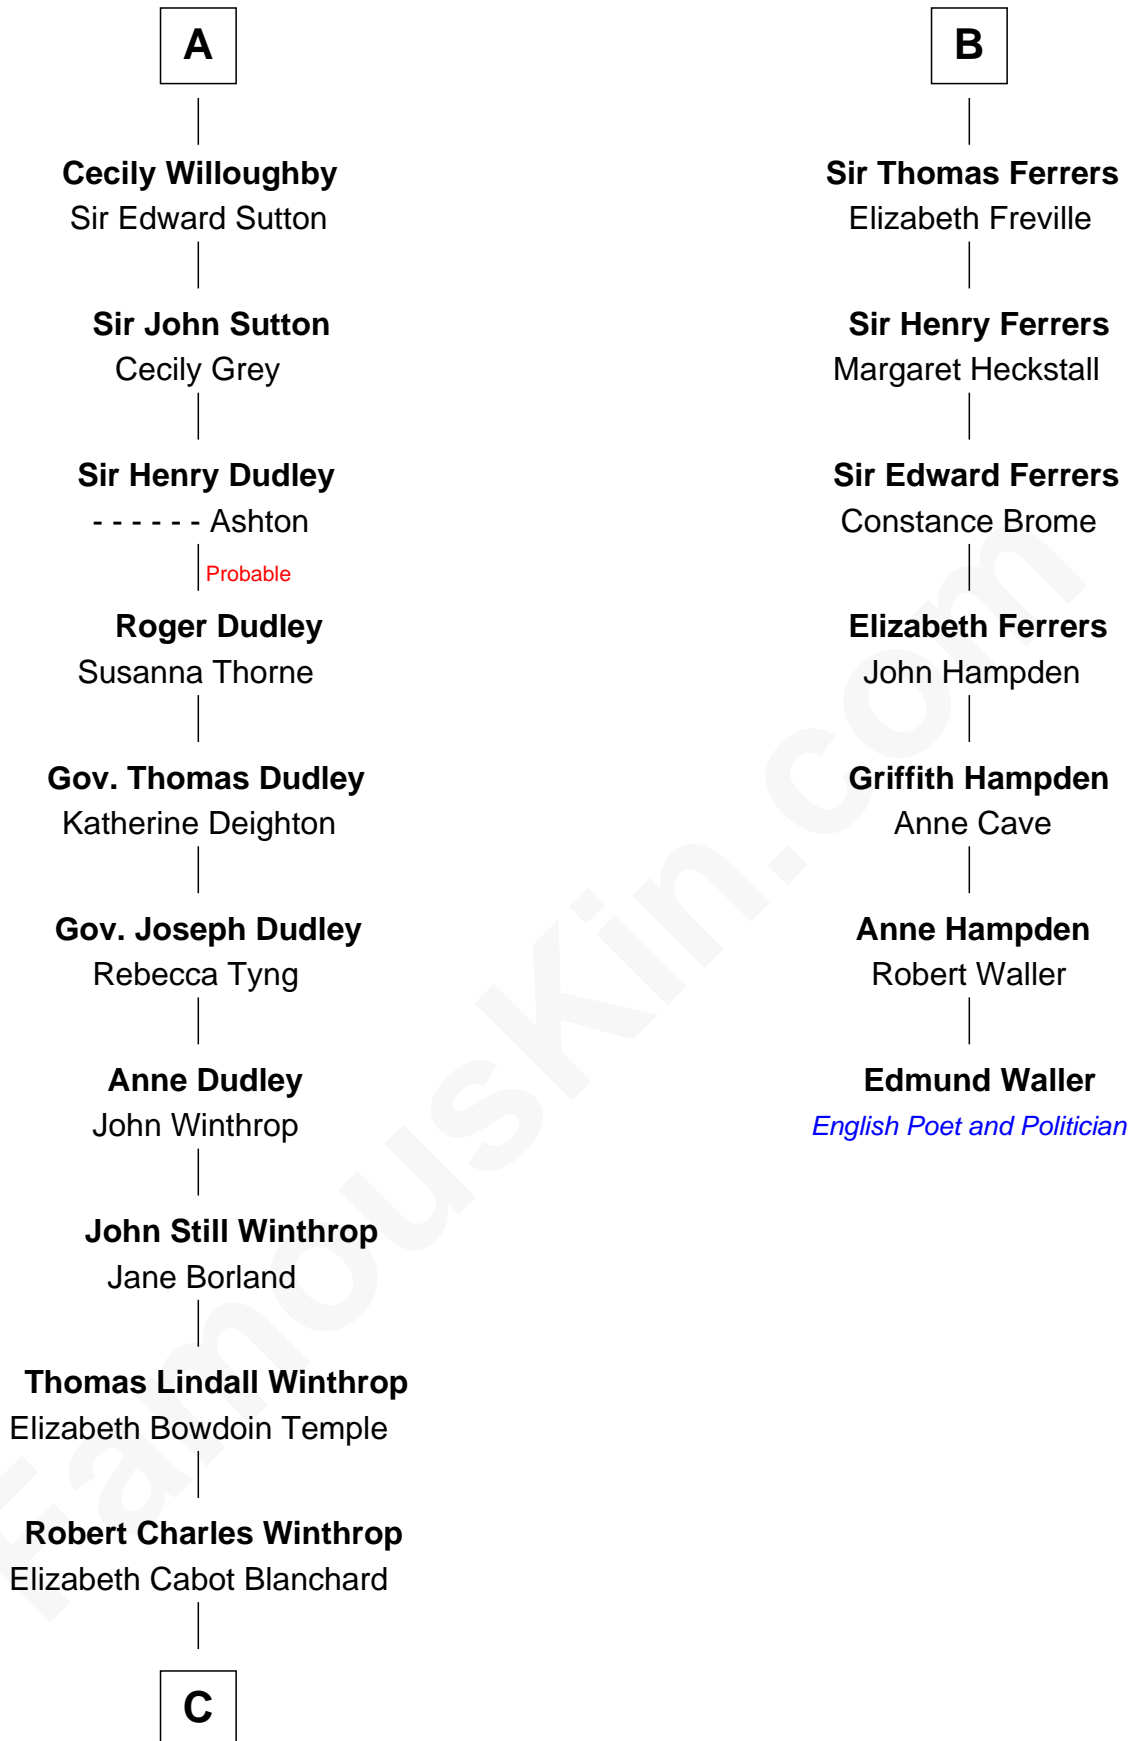 A
Cecily Willoughby
Sir Edward Sutton
Sir John Sutton
Cecily Grey
Sir Henry Dudley
- - - - - - Ashton
Probable
Roger Dudley
Susanna Thorne
Gov. Thomas Dudley
Katherine Deighton
Gov. Joseph Dudley
Rebecca Tyng
Anne Dudley
John Winthrop
John Still Winthrop
Jane Borland
Thomas Lindall Winthrop
Elizabeth Bowdoin Temple
Robert Charles Winthrop
Elizabeth Cabot Blanchard
C
B
Sir Thomas Ferrers
Elizabeth Freville
Sir Henry Ferrers
Margaret Heckstall
Sir Edward Ferrers
Constance Brome
Elizabeth Ferrers
John Hampden
Griffith Hampden
Anne Cave
Anne Hampden
Robert Waller
Edmund Waller
English Poet and Politician
FamousKin.com